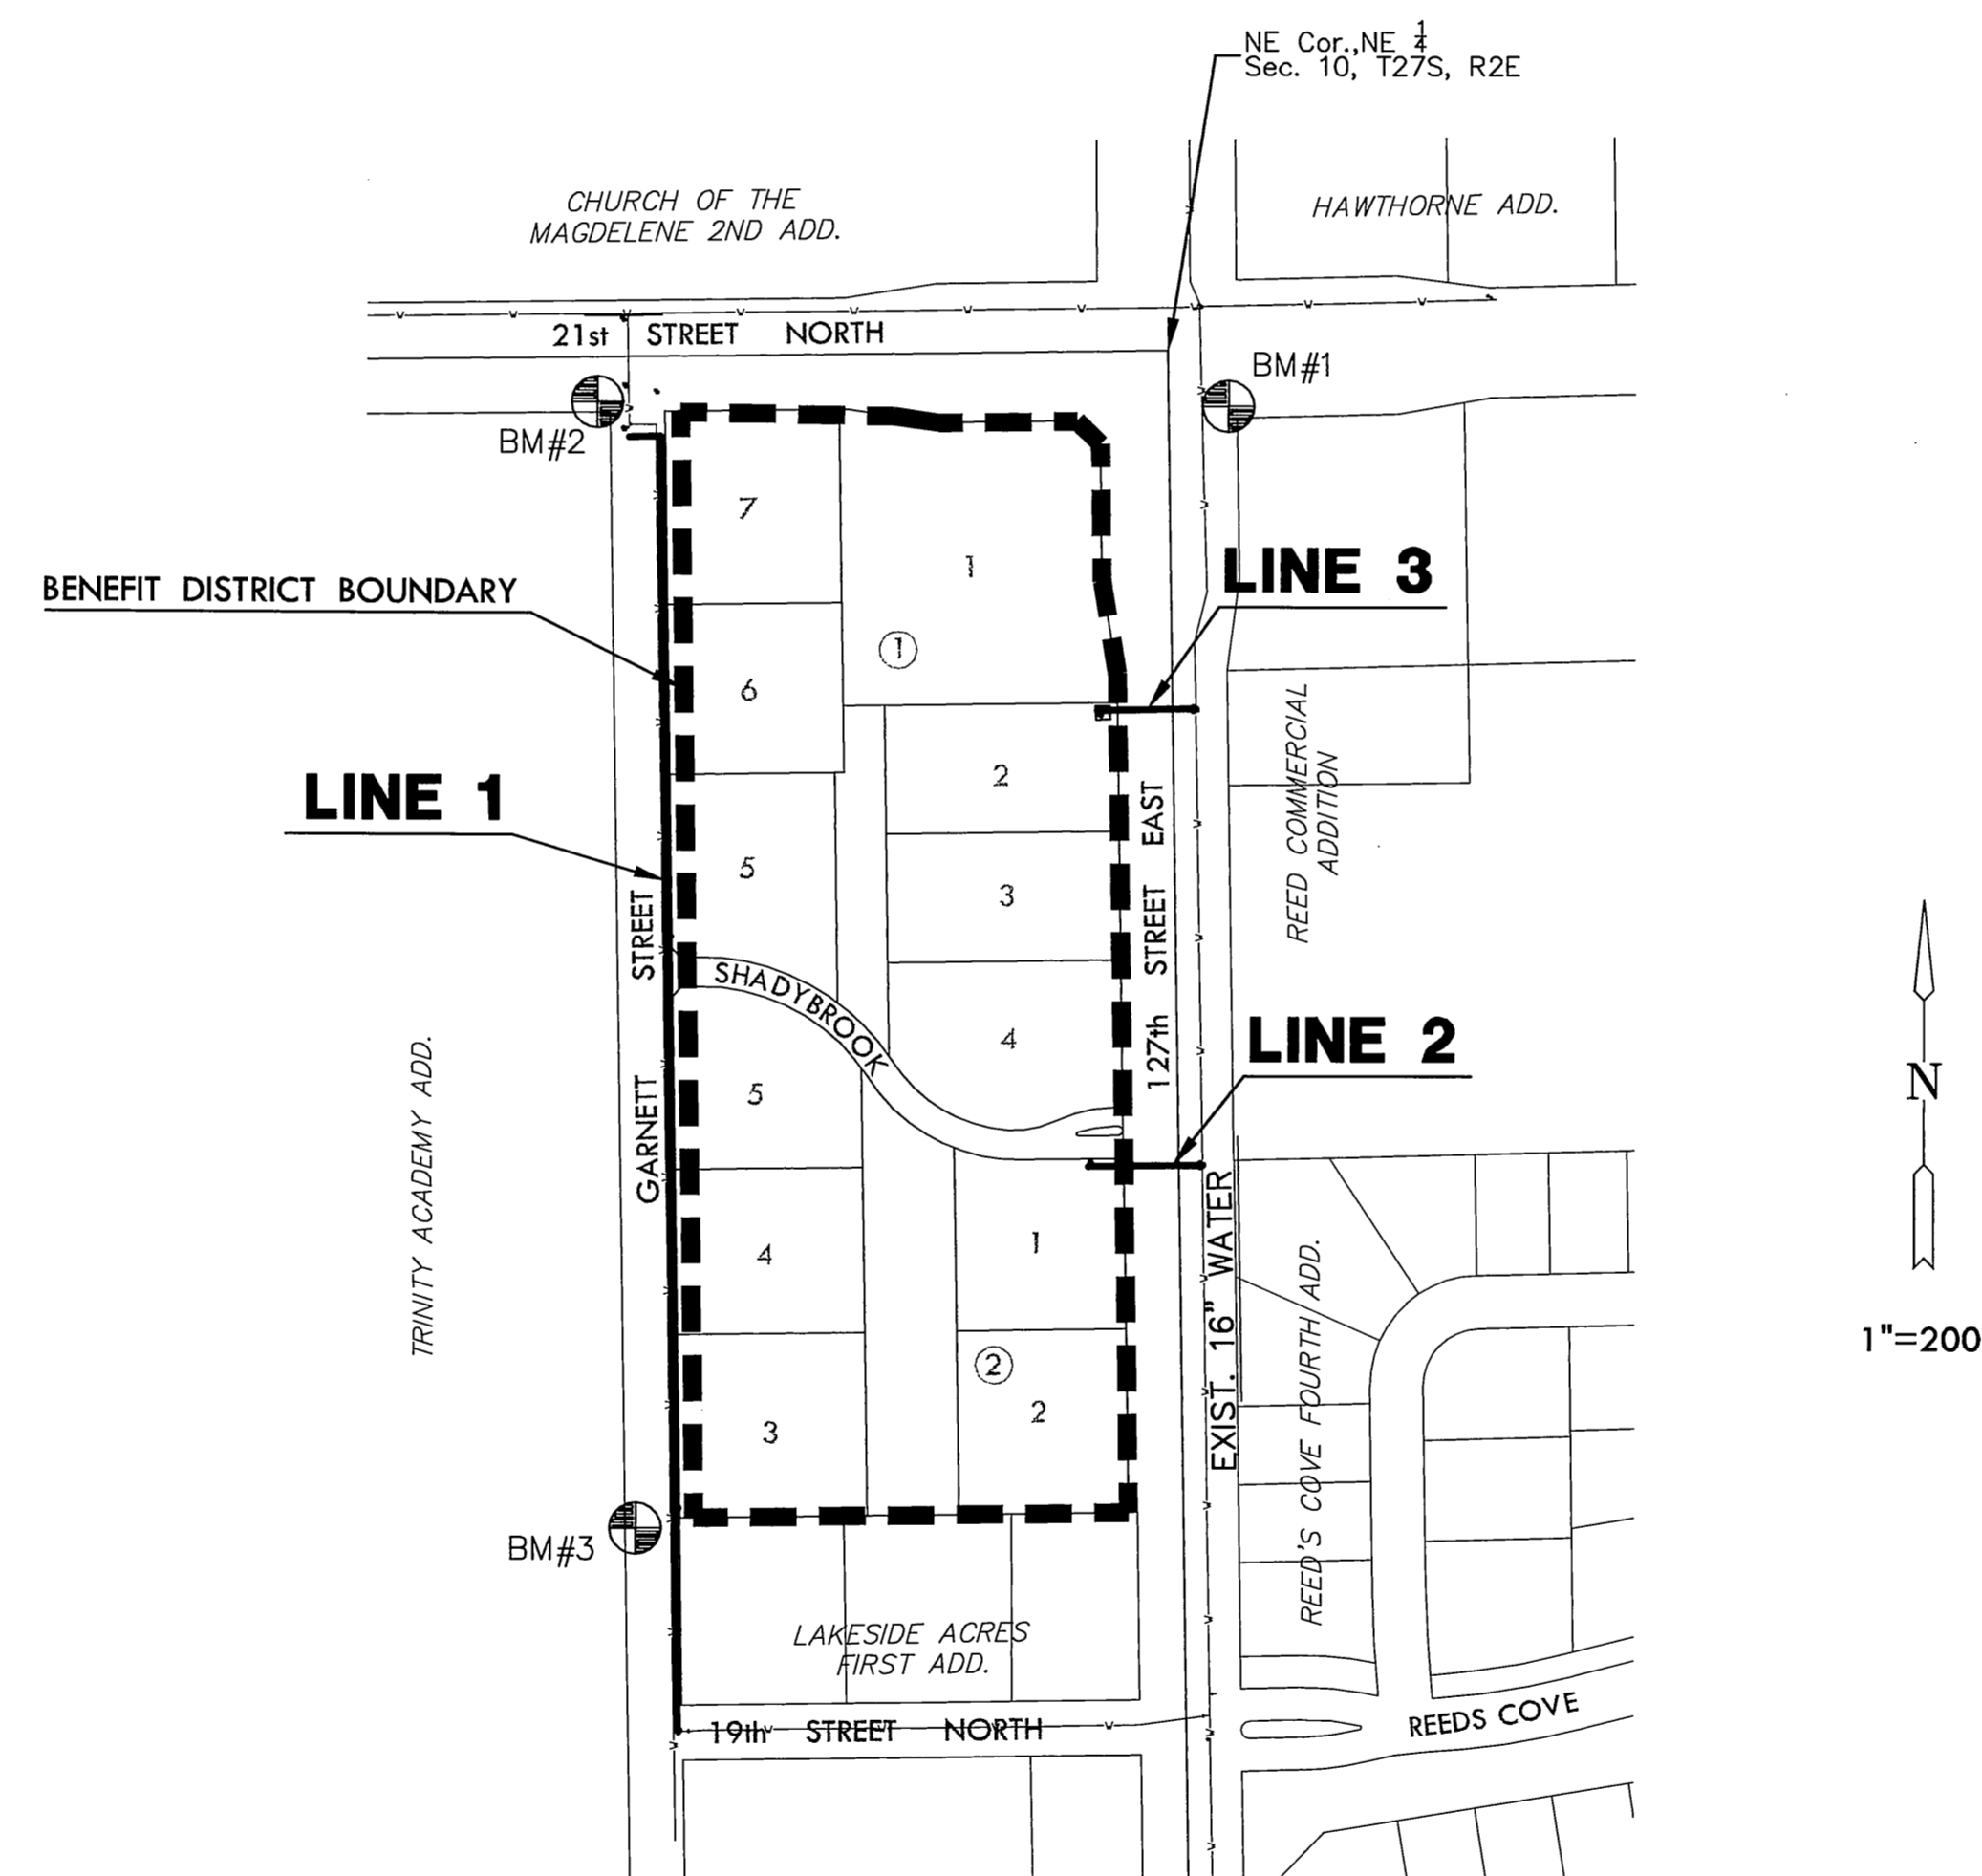 NE Cor.,NE 1/4
Sec. 10, T27S, R2E
CHURCH OF THE
MAGDELENE 2ND ADD.
HAWTHORNE ADD.
21st STREET NORTH
BM#1
BM#2
7
1
LINE 3
BENEFIT DISTRICT BOUNDARY
1
6
REED COMMERCIAL
ADDITION
2
LINE 1
5
3
127th STREET EAST
GARNETT STREET
SHADYBROOK
4
LINE 2
5
N
TRINITY ACADEMY ADD.
4
1
EXIST. 16" WATER
REED'S COVE FOURTH ADD.
1"=200
2
3
2
BM#3
LAKESIDE ACRES
FIRST ADD.
19th STREET NORTH
REEDS COVE